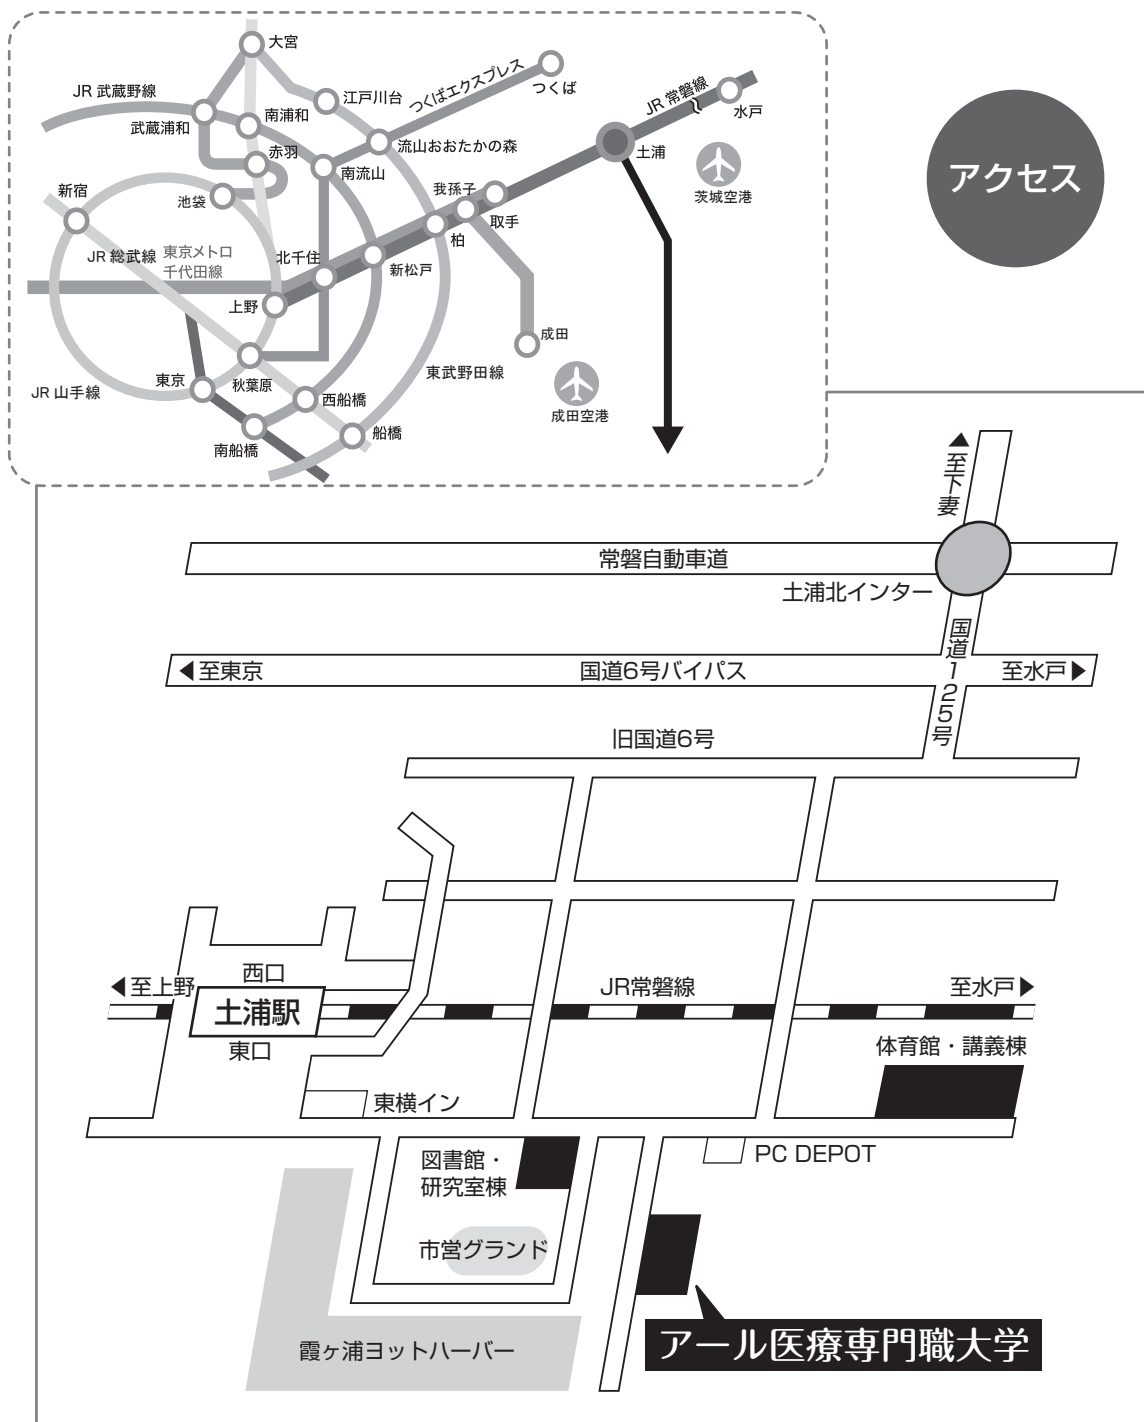 アクセス
大宮
JR 武蔵野線
江戸川台
つくばエクスプレス
つくば
JR 常磐線
水戸
武蔵浦和
南浦和
赤羽
流山おおたかの森
土浦
南流山
新宿
池袋
我孫子
取手
茨城空港
柏
JR 総武線
東京メトロ
千代田線
北千住
新松戸
上野
成田
東京
秋葉原
東武野田線
JR 山手線
西船橋
成田空港
南船橋
船橋
至下妻
常磐自動車道
土浦北インター
国道125号
至東京
国道6号バイパス
至水戸
旧国道6号
西口
至上野
土浦駅
JR常磐線
至水戸
東口
体育館・講義棟
東横イン
図書館・
研究室棟
PC DEPOT
市営グランド
アール医療専門職大学
霞ヶ浦ヨットハーバー